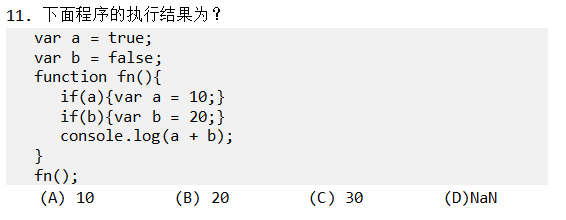 11. 下面程序的执行结果为？
var a = true;
var b = false;
function fn(){
if(a){var a = 10;}
if(b){var b = 20;}
console.log(a + b);
}
fn();
(A) 10 (B) 20 (C) 30 (D)NaN